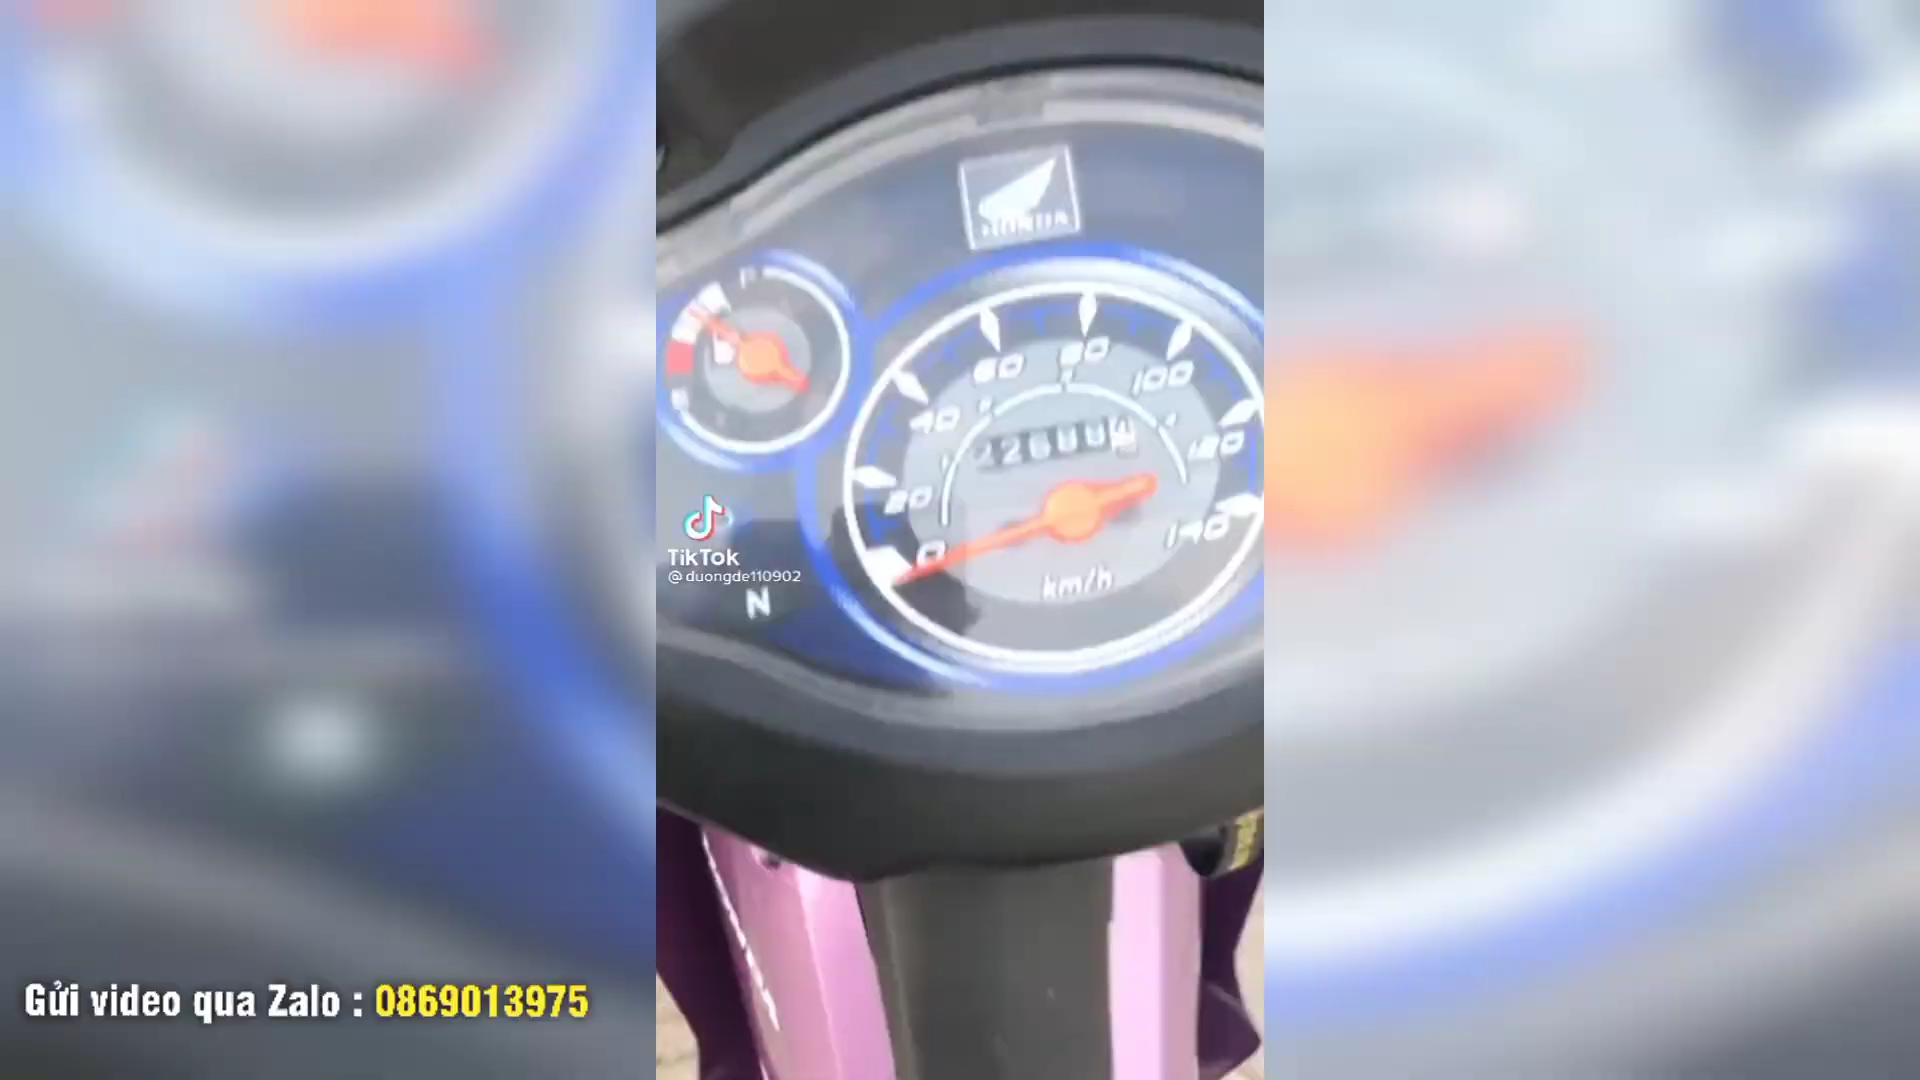 HONDA
F
60
80
100
40
120
20
140
0
km/h
TikTok
@duongde110902
N
Gửi video qua Zalo : 0869013975